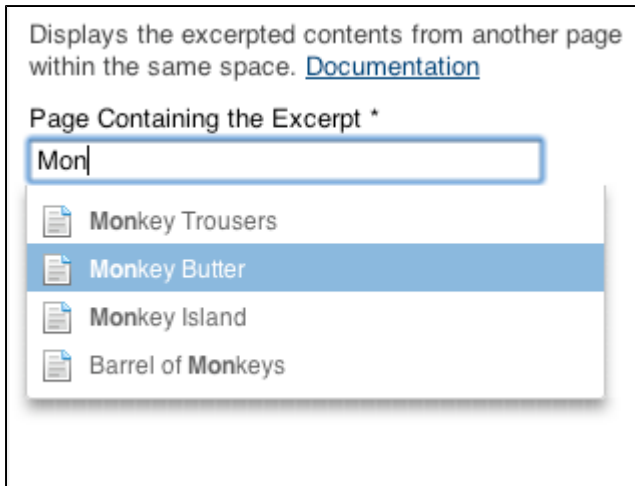 Displays the excerpted contents from another page
within the same space. Documentation
Page Containing the Excerpt *
Mon
Monkey Trousers
Monkey Butter
Monkey Island
Barrel of Monkeys